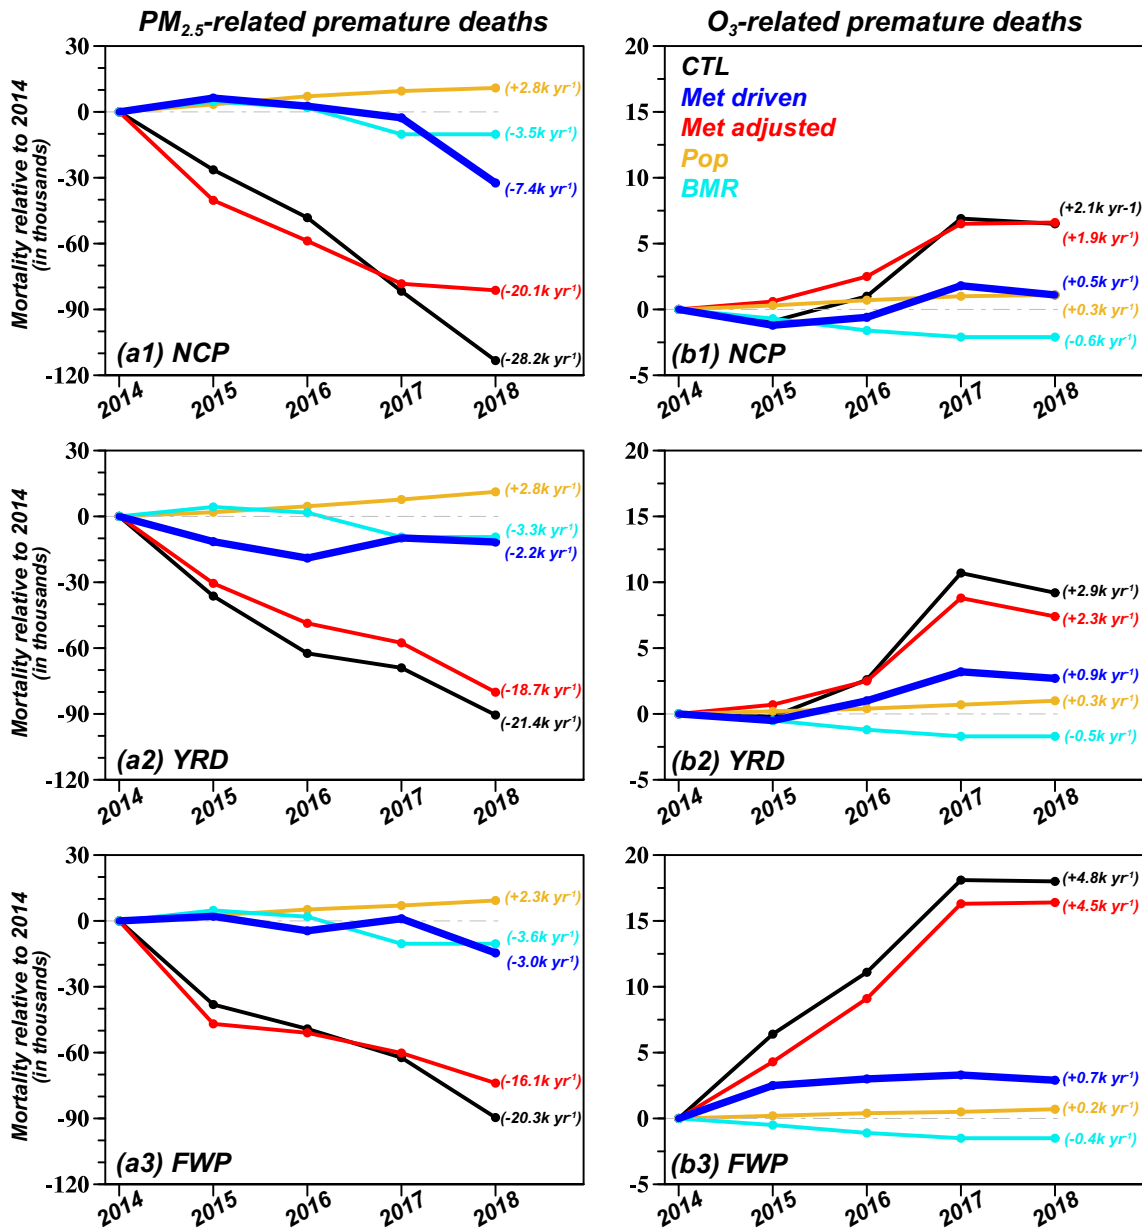 PM2.5-related premature deaths
O3-related premature deaths
Mortality relative to 2014
(in thousands)
30
0
-30
-60
-90
-120
(+2.8k yr-1)
(-3.5k yr-1)
(-7.4k yr-1)
(-20.1k yr-1)
(-28.2k yr-1)
(a1) NCP
2014
2015
2016
2017
2018
20
15
10
5
0
-5
CTL
Met driven
Met adjusted
Pop
BMR
(+2.1k yr-1)
(+1.9k yr-1)
(+0.5k yr-1)
(+0.3k yr-1)
(-0.6k yr-1)
(b1) NCP
2014
2015
2016
2017
2018
Mortality relative to 2014
(in thousands)
30
0
-30
-60
-90
-120
(+2.8k yr-1)
(-3.3k yr-1)
(-2.2k yr-1)
(-18.7k yr-1)
(-21.4k yr-1)
(a2) YRD
2014
2015
2016
2017
2018
20
15
10
5
0
-5
(+2.9k yr-1)
(+2.3k yr-1)
(+0.9k yr-1)
(+0.3k yr-1)
(-0.5k yr-1)
(b2) YRD
2014
2015
2016
2017
2018
Mortality relative to 2014
(in thousands)
30
0
-30
-60
-90
-120
(+2.3k yr-1)
(-3.6k yr-1)
(-3.0k yr-1)
(-16.1k yr-1)
(-20.3k yr-1)
(a3) FWP
2014
2015
2016
2017
2018
20
15
10
5
0
-5
(+4.8k yr-1)
(+4.5k yr-1)
(+0.7k yr-1)
(+0.2k yr-1)
(-0.4k yr-1)
(b3) FWP
2014
2015
2016
2017
2018